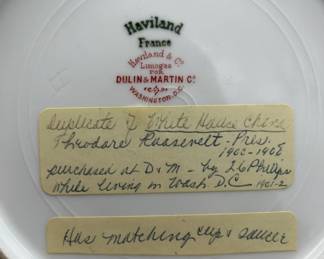 Haviland
France
Haviland & Co
Limoges
FOR
DULIN & MARTIN CO
WASHINGTON, D.C.
Duplicate of White House China
Theodore Roosevelt - Pres.
1900-1908
purchased at D & M - by Phillips
while living in Wash D.C 1901-2
Has matching cup & saucer